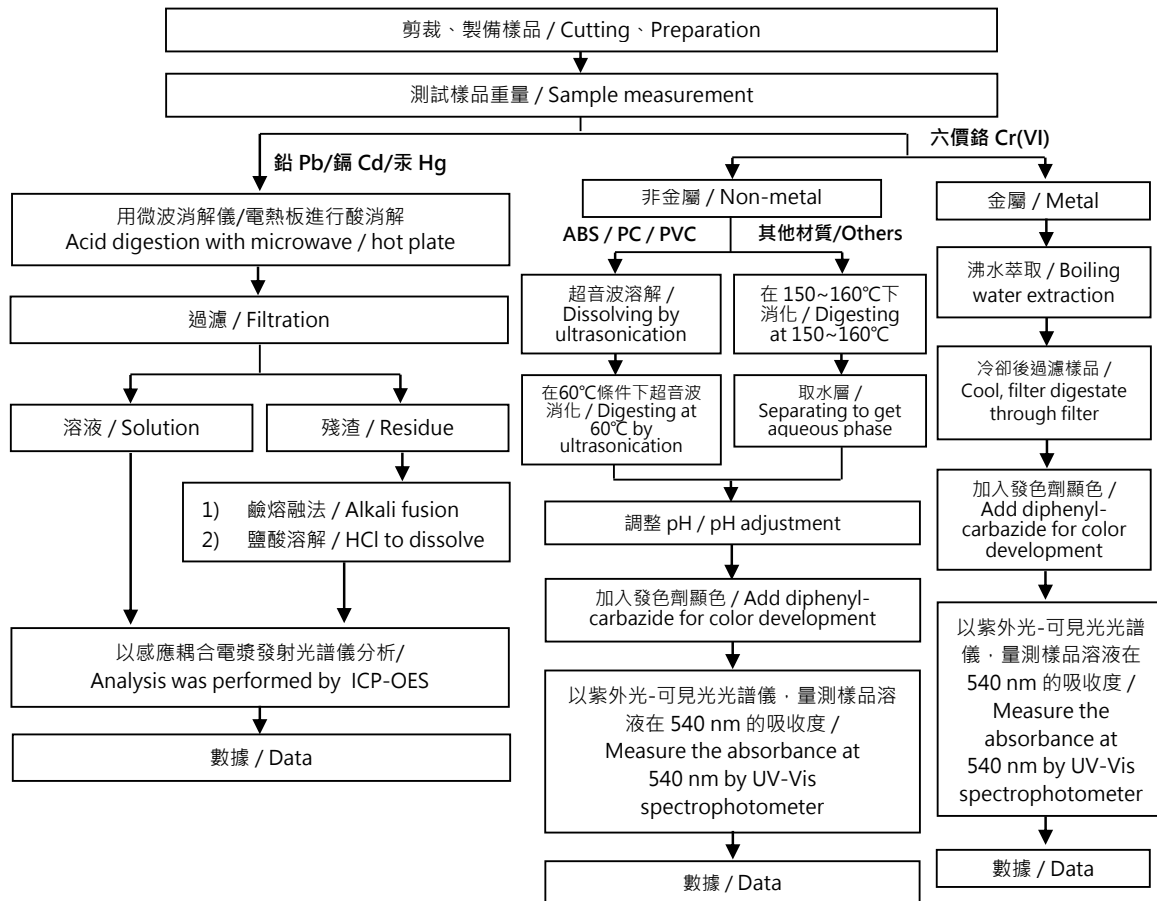 剪裁、製備樣品 / Cutting、Preparation
測試樣品重量 / Sample measurement
鉛 Pb/鎘 Cd/汞 Hg
六價鉻 Cr(VI)
用微波消解儀/電熱板進行酸消解
Acid digestion with microwave / hot plate
過濾 / Filtration
溶液 / Solution
殘渣 / Residue
1) 鹼熔融法 / Alkali fusion
2) 鹽酸溶解 / HCl to dissolve
以感應耦合電漿發射光譜儀分析/
Analysis was performed by ICP-OES
數據 / Data
非金屬 / Non-metal
ABS / PC / PVC
其他材質/Others
超音波溶解 /
Dissolving by
ultrasonication
在60℃條件下超音波
消化 / Digesting at
60℃ by
ultrasonication
在 150~160℃下
消化 / Digesting
at 150~160℃
取水層 /
Separating to get
aqueous phase
調整 pH / pH adjustment
加入發色劑顯色 / Add diphenyl-
carbazide for color development
以紫外光-可見光光譜儀，量測樣品溶
液在 540 nm 的吸收度 /
Measure the absorbance at
540 nm by UV-Vis
spectrophotometer
數據 / Data
金屬 / Metal
沸水萃取 / Boiling
water extraction
冷卻後過濾樣品 /
Cool, filter digestate
through filter
加入發色劑顯色 /
Add diphenyl-
carbazide for color
development
以紫外光-可見光光譜
儀，量測樣品溶液在
540 nm 的吸收度 /
Measure the
absorbance at
540 nm by UV-Vis
spectrophotometer
數據 / Data